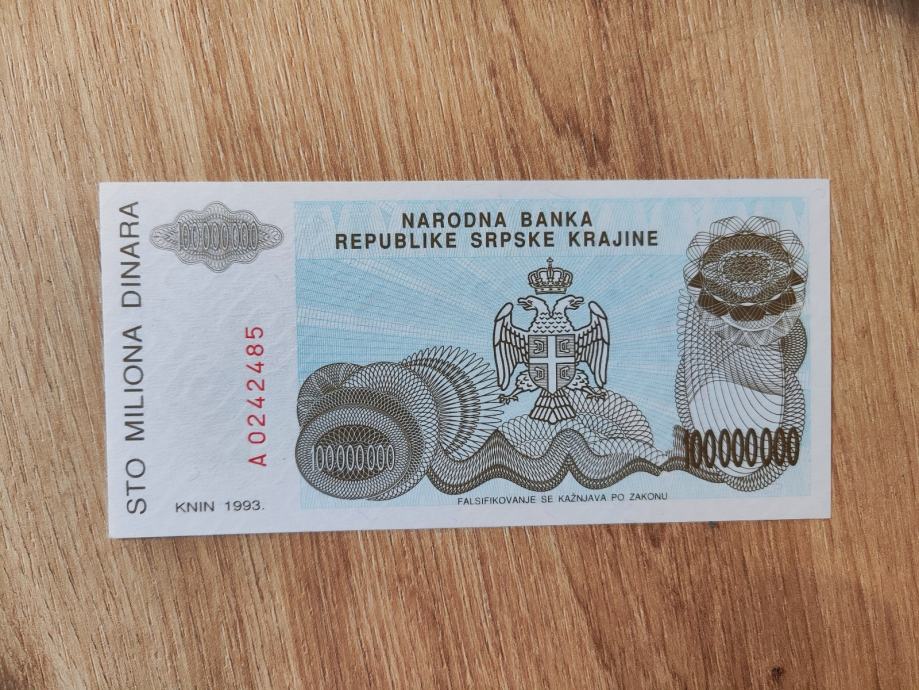 STO MILIONA DINARA
100000000
A 0242485
KNIN 1993.
NARODNA BANKA
REPUBLIKE SRPSKE KRAJINE
100000000
100000000
FALSIFIKOVANJE SE KAŽNJAVA PO ZAKONU